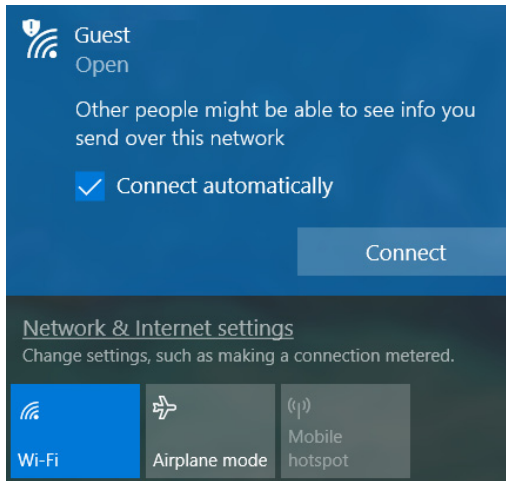 Guest
Open
Other people might be able to see info you
send over this network
Connect automatically
Connect
Network & Internet settings
Change settings, such as making a connection metered.
Wi-Fi
Airplane mode
Mobile
hotspot